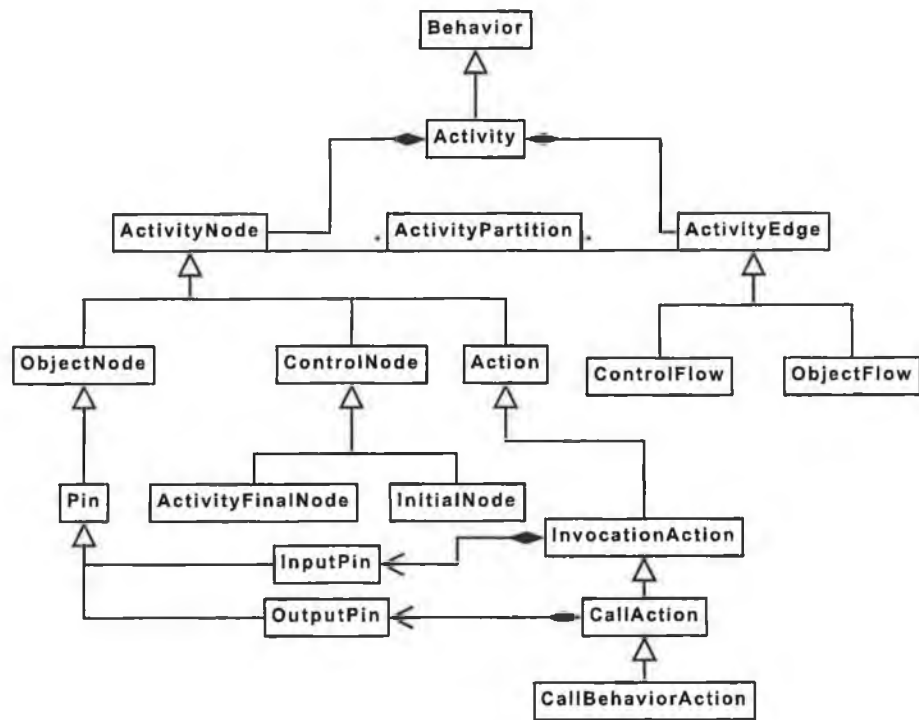 Behavior
Activity
ActivityNode
* ActivityPartition *
ActivityEdge
ObjectNode
ControlNode
Action
ControlFlow
ObjectFlow
Pin
ActivityFinalNode
InitialNode
InvocationAction
InputPin
OutputPin
CallAction
CallBehaviorAction